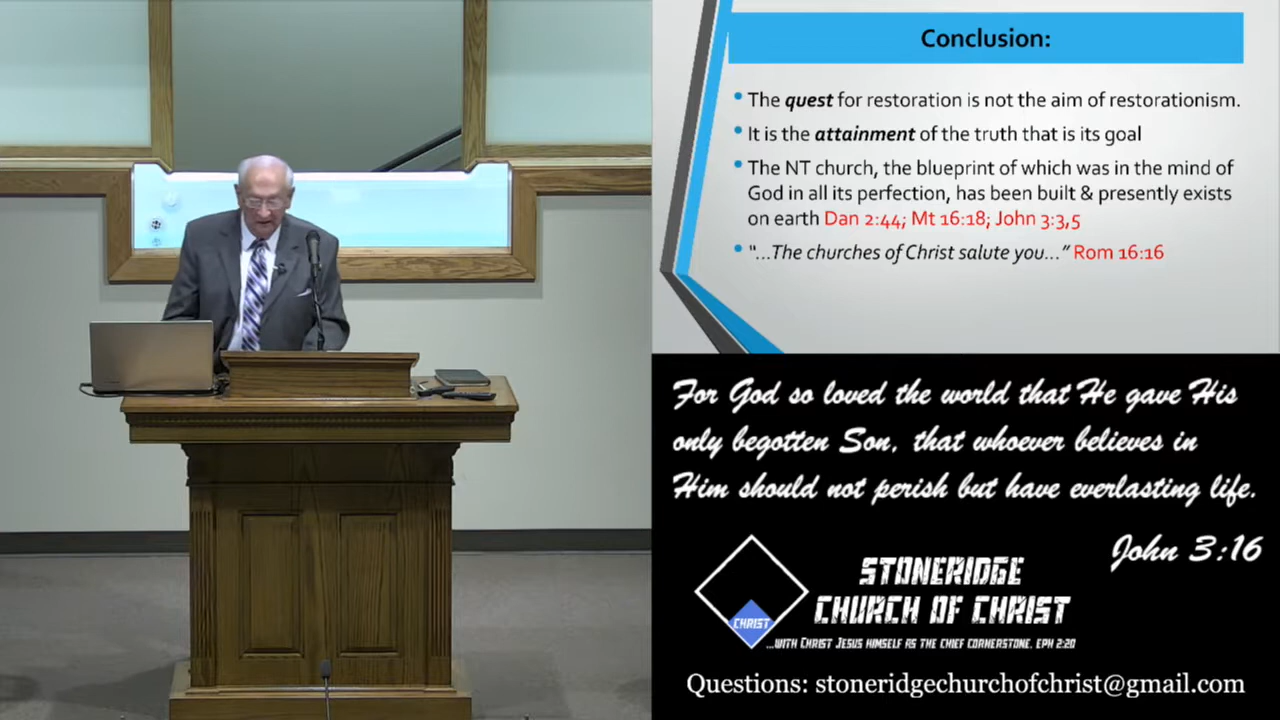 Conclusion:
• The quest for restoration is not the aim of restorationism.
• It is the attainment of the truth that is its goal
• The NT church, the blueprint of which was in the mind of
God in all its perfection, has been built & presently exists
on earth Dan 2:44; Mt 16:18; John 3:3,5
• “...The churches of Christ salute you...” Rom 16:16
For God so loved the world that He gave His
only begotten Son, that whoever believes in
Him should not perish but have everlasting life.
John 3:16
CHRIST
STONERIDGE
CHURCH OF CHRIST
...WITH CHRIST JESUS HIMSELF AS THE CHIEF CORNERSTONE. EPH 2:20
Questions: stoneridgechurchofchrist@gmail.com